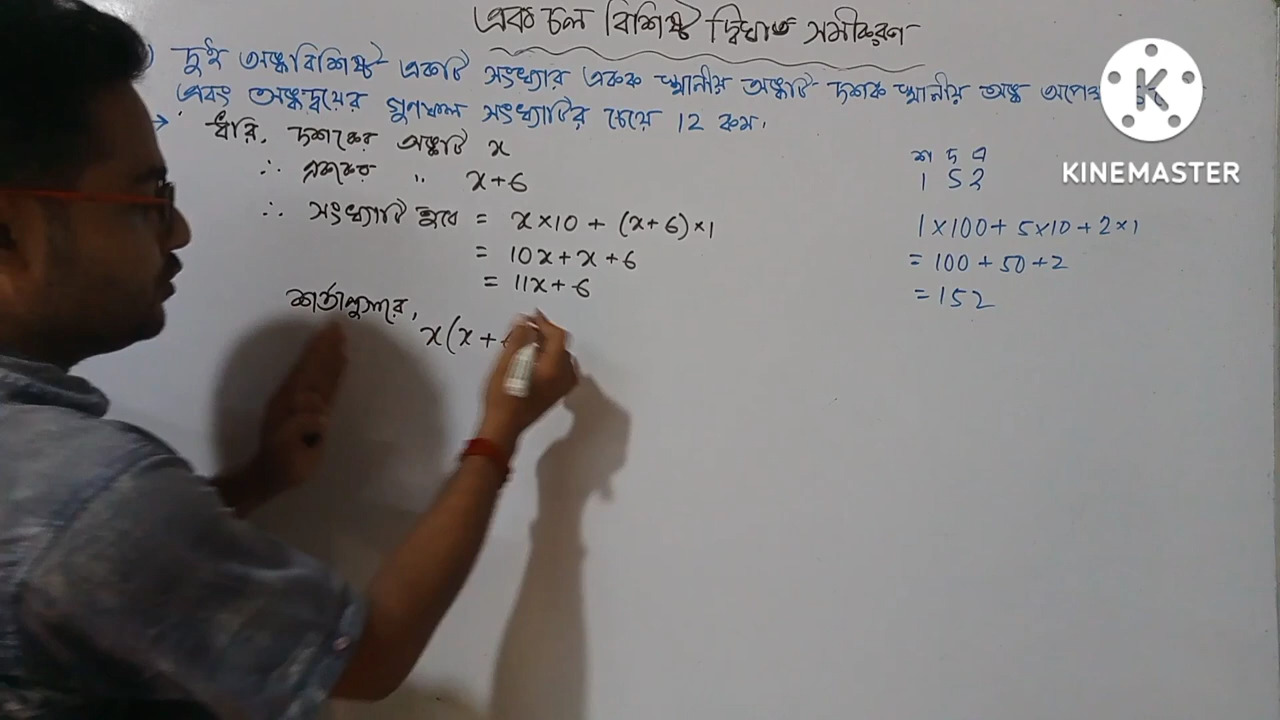 এক চল বিশিষ্ট দ্বিঘাত সমীকরণ
দুই অঙ্কবিশিষ্ট একটি সংখ্যার একক স্থানীয় অঙ্কটি দশক স্থানীয় অঙ্ক
এবং অঙ্কদ্বয়ের গুণফল সংখ্যাটির চেয়ে 12 কম।
→ ধরি, দশকের অঙ্কটি x
∴ এককের " x+6
∴ সংখ্যাটি হবে = x×10 + (x+6)×1
= 10x + x + 6
= 11x + 6
শর্তানুসারে,
x(x+
শ দ এ
1 5 2
1×100 + 5×10 + 2×1
= 100 + 50 + 2
= 152
K
KINEMASTER